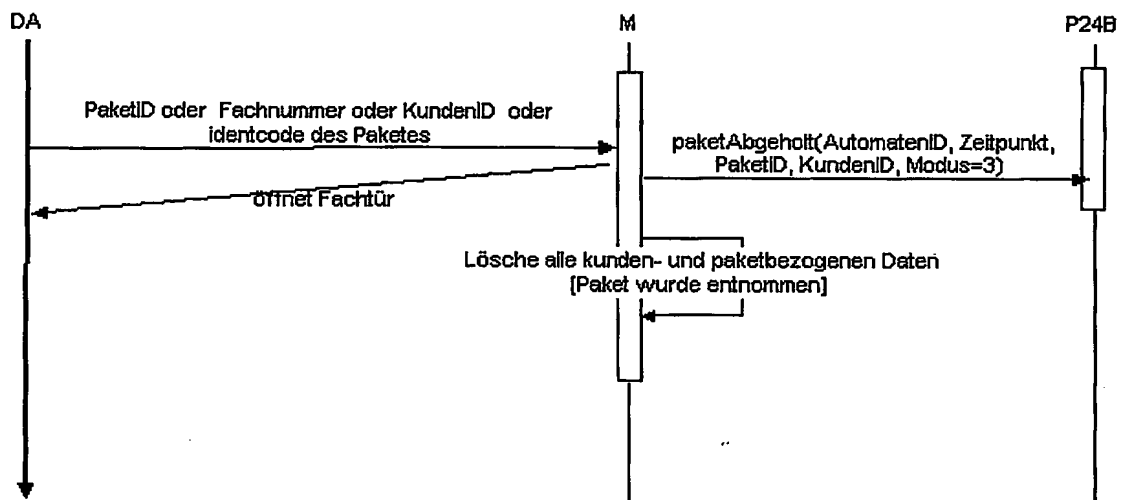 DA
M
P24B
PaketID oder Fachnummer oder KundenID oder
identcode des Paketes
paketAbgeholt(AutomatenID, Zeitpunkt,
PaketID, KundenID, Modus=3)
öffnet Fachtür
Lösche alle kunden- und paketbezogenen Daten
[Paket wurde entnommen]